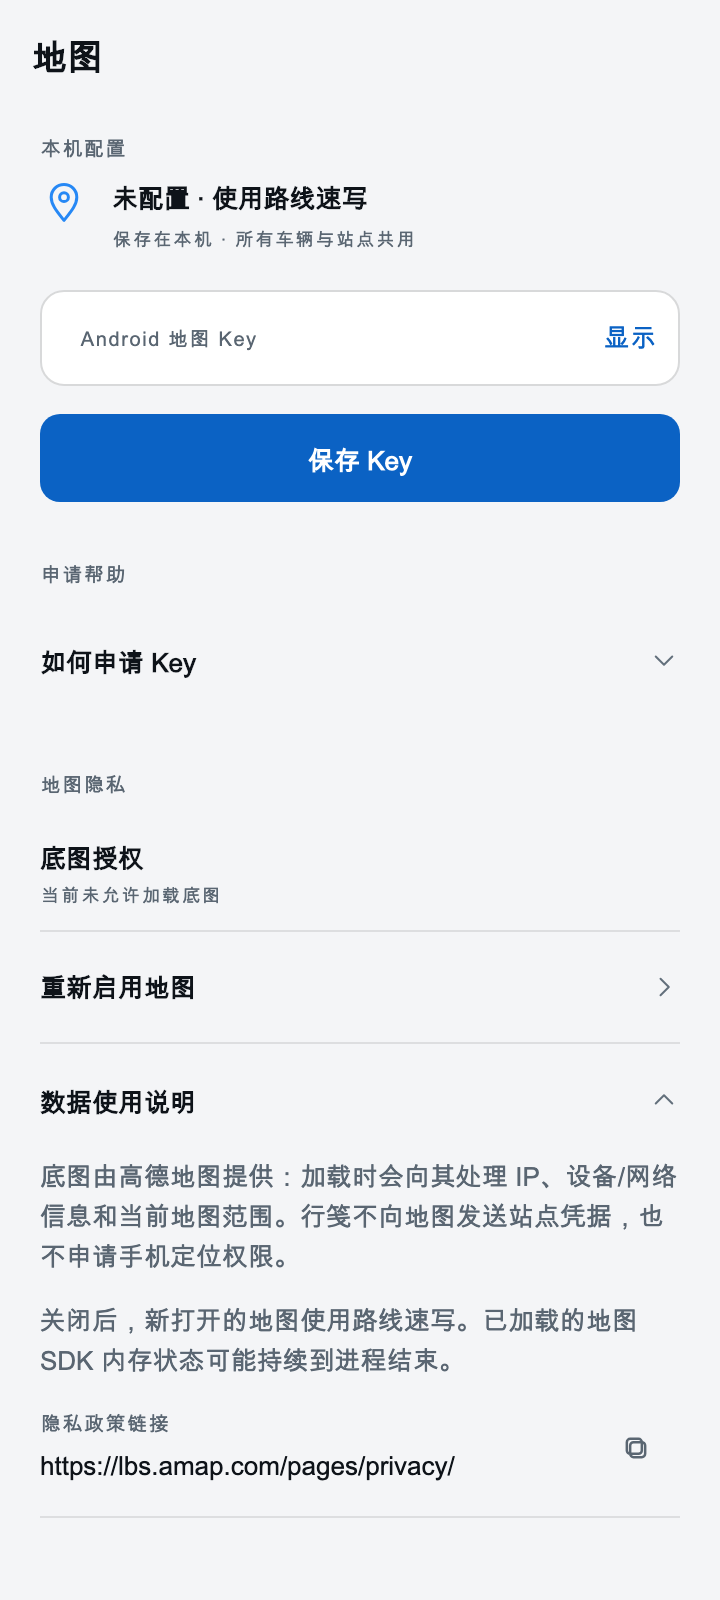 地图
本机配置
未配置 · 使用路线速写
保存在本机 · 所有车辆与站点共用
Android 地图 Key
显示
保存 Key
申请帮助
如何申请 Key
地图隐私
底图授权
当前未允许加载底图
重新启用地图
数据使用说明
底图由高德地图提供：加载时会向其处理 IP、设备/网络
信息和当前地图范围。行笺不向地图发送站点凭据，也
不申请手机定位权限。
关闭后，新打开的地图使用路线速写。已加载的地图
SDK 内存状态可能持续到进程结束。
隐私政策链接
https://lbs.amap.com/pages/privacy/